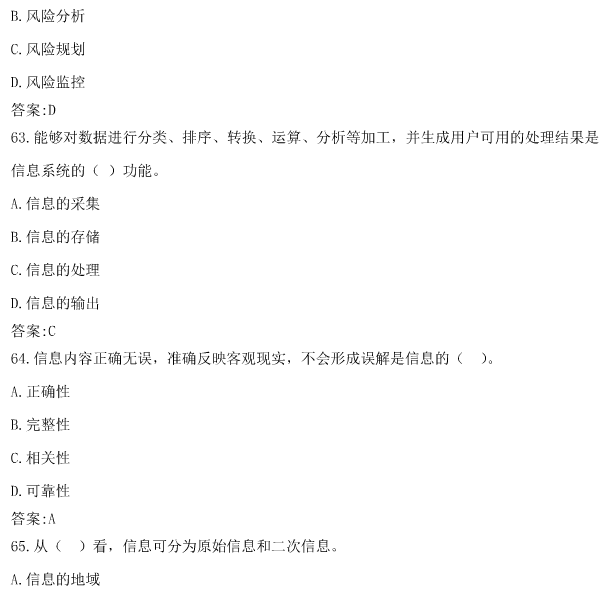 B.风险分析
C.风险规划
D.风险监控
答案:D
63.能够对数据进行分类、排序、转换、运算、分析等加工，并生成用户可用的处理结果是
信息系统的（ ）功能。
A.信息的采集
B.信息的存储
C.信息的处理
D.信息的输出
答案:C
64.信息内容正确无误，准确反映客观现实，不会形成误解是信息的（  ）。
A.正确性
B.完整性
C.相关性
D.可靠性
答案:A
65.从（  ）看，信息可分为原始信息和二次信息。
A.信息的地域